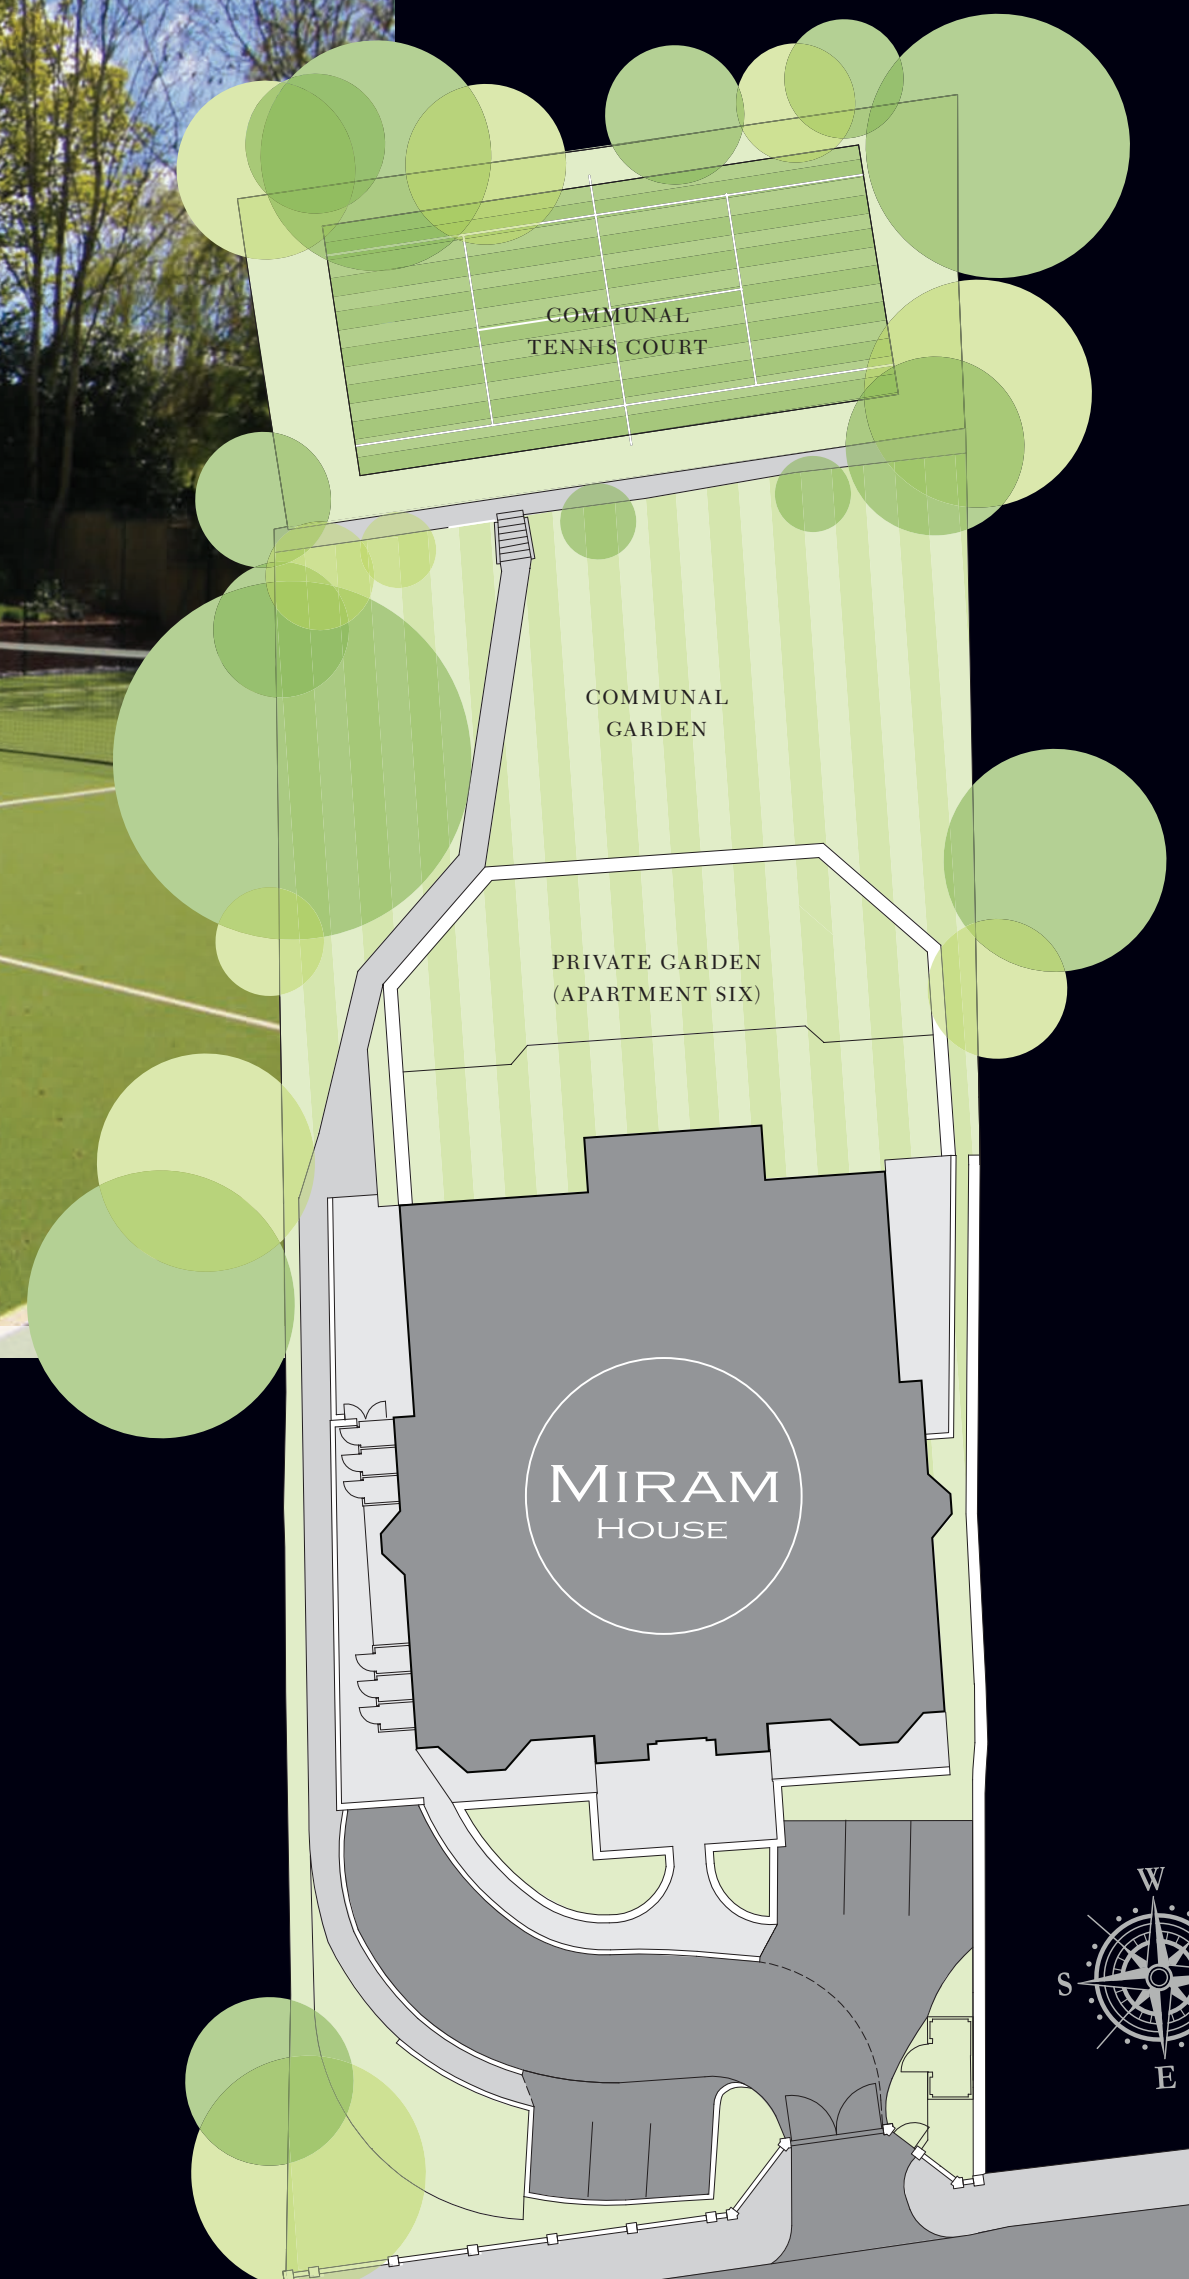 COMMUNAL
TENNIS COURT
COMMUNAL
GARDEN
PRIVATE GARDEN
(APARTMENT SIX)
MIRAM
HOUSE
W
S
E